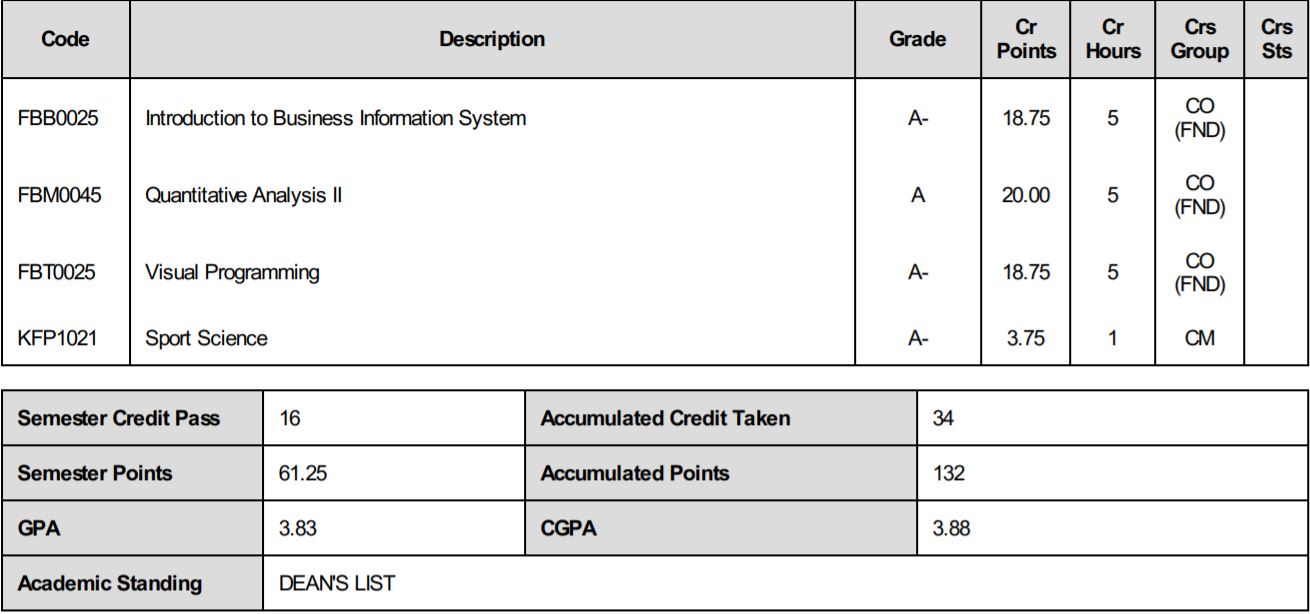 Code Description Grade Cr Points Cr Hours Crs Group Crs Sts
FBB0025 Introduction to Business Information System A- 18.75 5 CO (FND)
FBM0045 Quantitative Analysis II A 20.00 5 CO (FND)
FBT0025 Visual Programming A- 18.75 5 CO (FND)
KFP1021 Sport Science A- 3.75 1 CM
Semester Credit Pass 16 Accumulated Credit Taken 34
Semester Points 61.25 Accumulated Points 132
GPA 3.83 CGPA 3.88
Academic Standing DEAN'S LIST